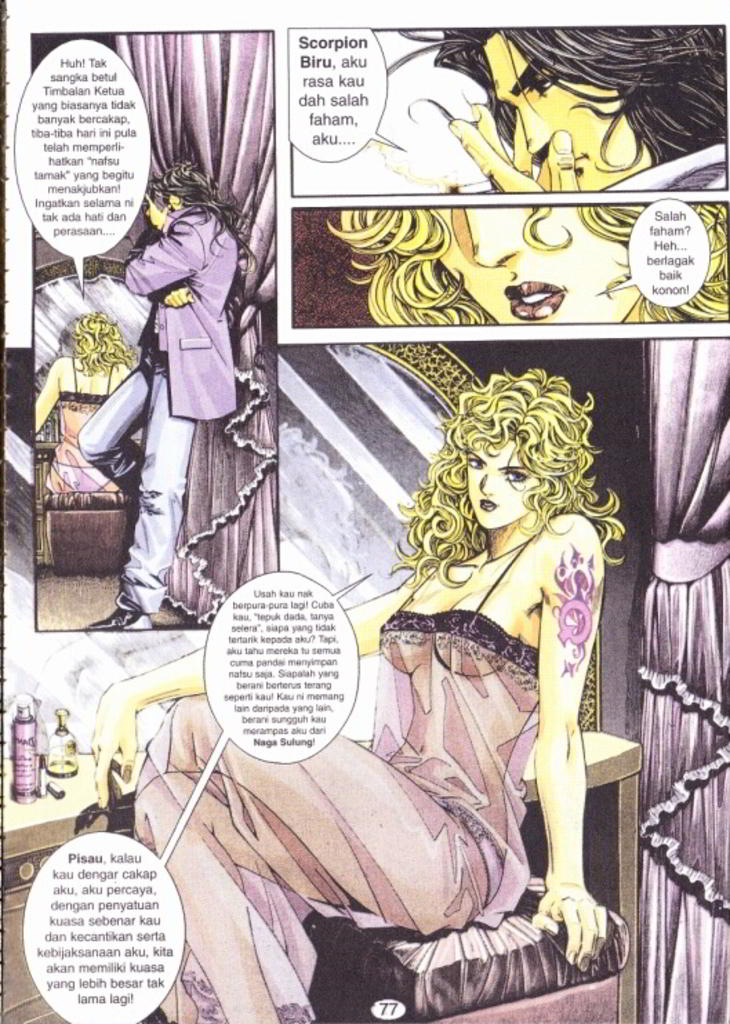 Huh! Tak
sangka betul
Timbalan Ketua
yang biasanya tidak
banyak bercakap,
tiba-tiba hari ini pula
telah memperli-
hatkan "nafsu
tamak" yang begitu
menakjubkan!
Ingatkan selama ni
tak ada hati dan
perasaan....
Scorpion
Biru, aku
rasa kau
dah salah
faham,
aku....
Salah
faham?
Heh...
berlagak
baik
konon!
Usah kau nak
berpura-pura lagi! Cuba
kau, "tepuk dada, tanya
selera", siapa yang tidak
tertarik kepada aku? Tapi,
aku tahu mereka tu semua
cuma pandai menyimpan
nafsu saja. Siapalah yang
berani berterus terang
seperti kau! Kau memang
lain daripada yang lain,
berani sungguh kau
Naga Sulung!
Pisau, kalau
kau dengar cakap
aku, aku percaya,
dengan penyatuan
kuasa sebenar kau
dan kecantikan serta
kebijaksanaan aku, kita
akan memiliki kuasa
yang lebih besar tak
lama lagi!
77